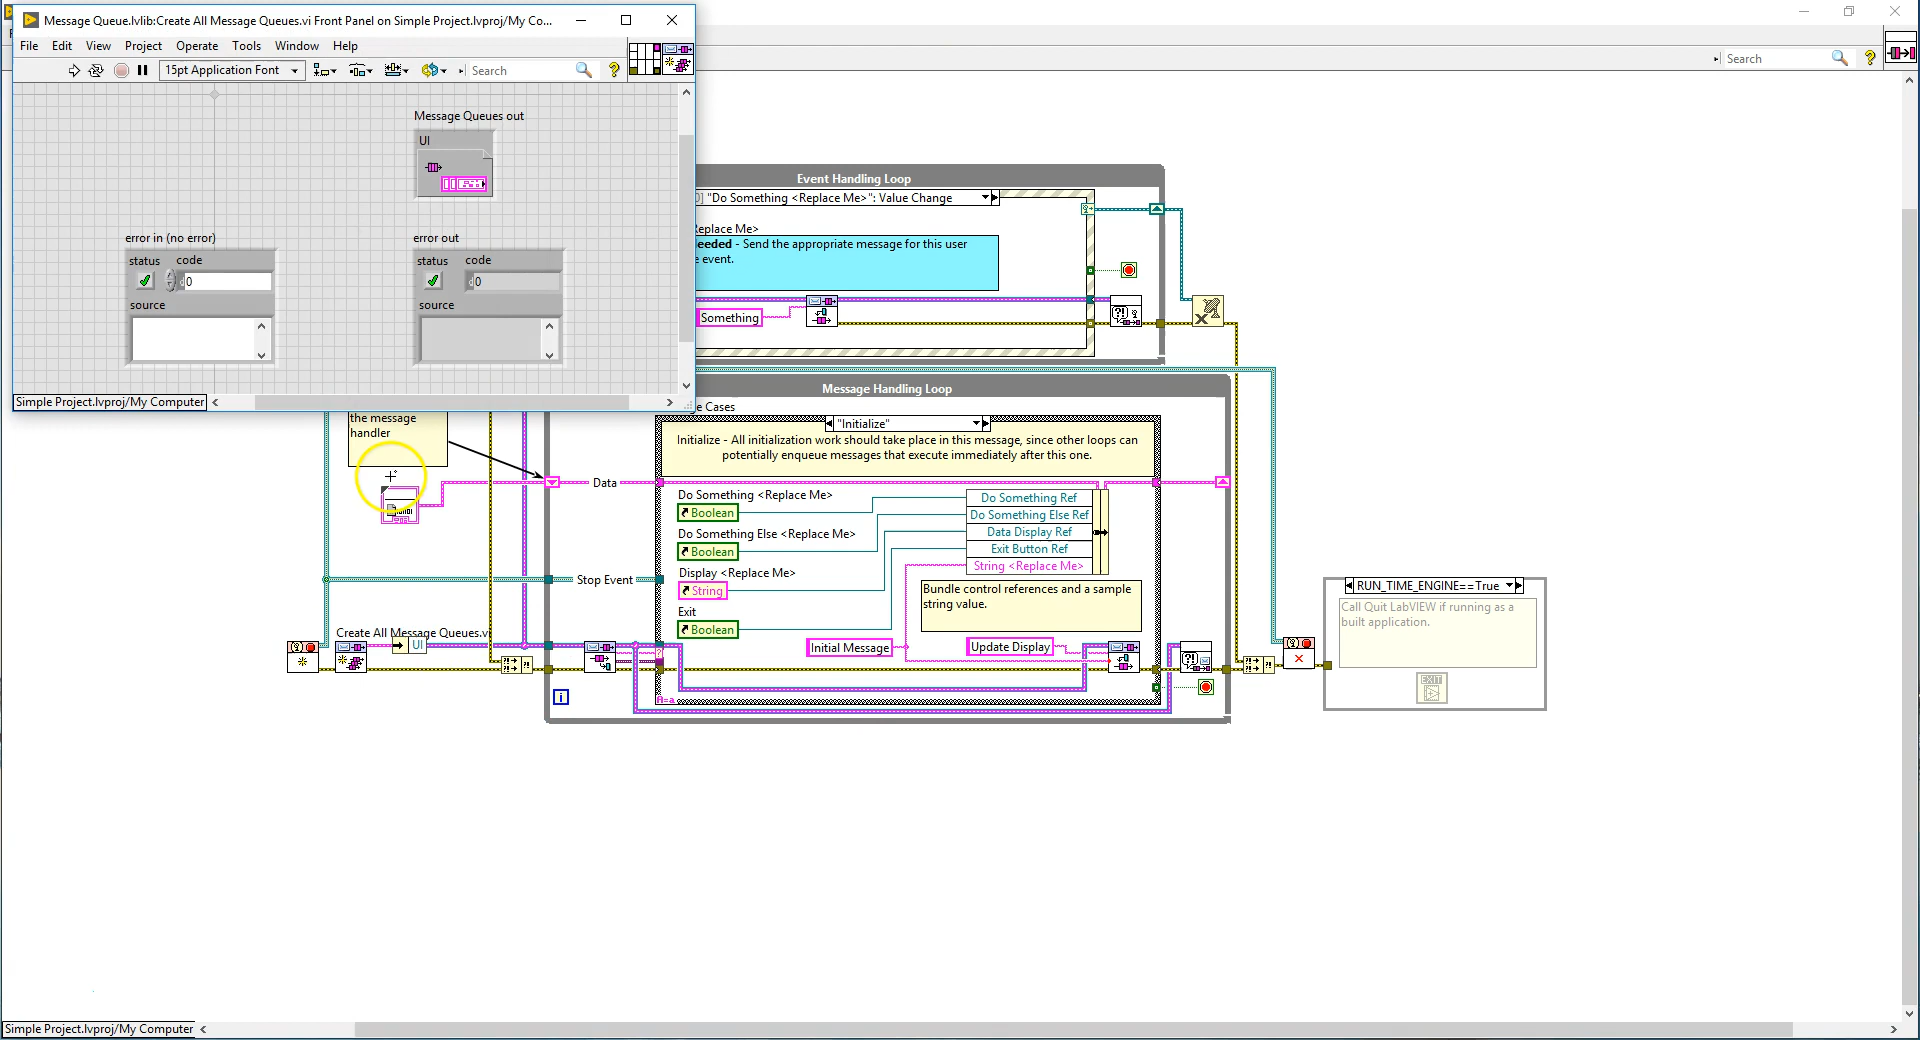 Message Queue.lvlib:Create All Message Queues.vi Front Panel on Simple Project.lvproj/My Co...
File Edit View Project Operate Tools Window Help
15pt Application Font
Search
Search
Message Queues out
UI
error in (no error)
status code
0
source
error out
status code
0
source
Simple Project.lvproj/My Computer
Event Handling Loop
"Do Something <Replace Me>": Value Change
Replace Me>
eeded - Send the appropriate message for this user
e event.
Something
Message Handling Loop
ge Cases
"Initialize"
Initialize - All initialization work should take place in this message, since other loops can
potentially enqueue messages that execute immediately after this one.
the message
handler
Data
Do Something <Replace Me>
Boolean
Do Something Else <Replace Me>
Boolean
Display <Replace Me>
String
Exit
Boolean
Do Something Ref
Do Something Else Ref
Data Display Ref
Exit Button Ref
String <Replace Me>
Bundle control references and a sample
string value.
Stop Event
Initial Message
Update Display
Create All Message Queues.vi
UI
i
RUN_TIME_ENGINE==True
Call Quit LabVIEW if running as a
built application.
EXIT
Simple Project.lvproj/My Computer